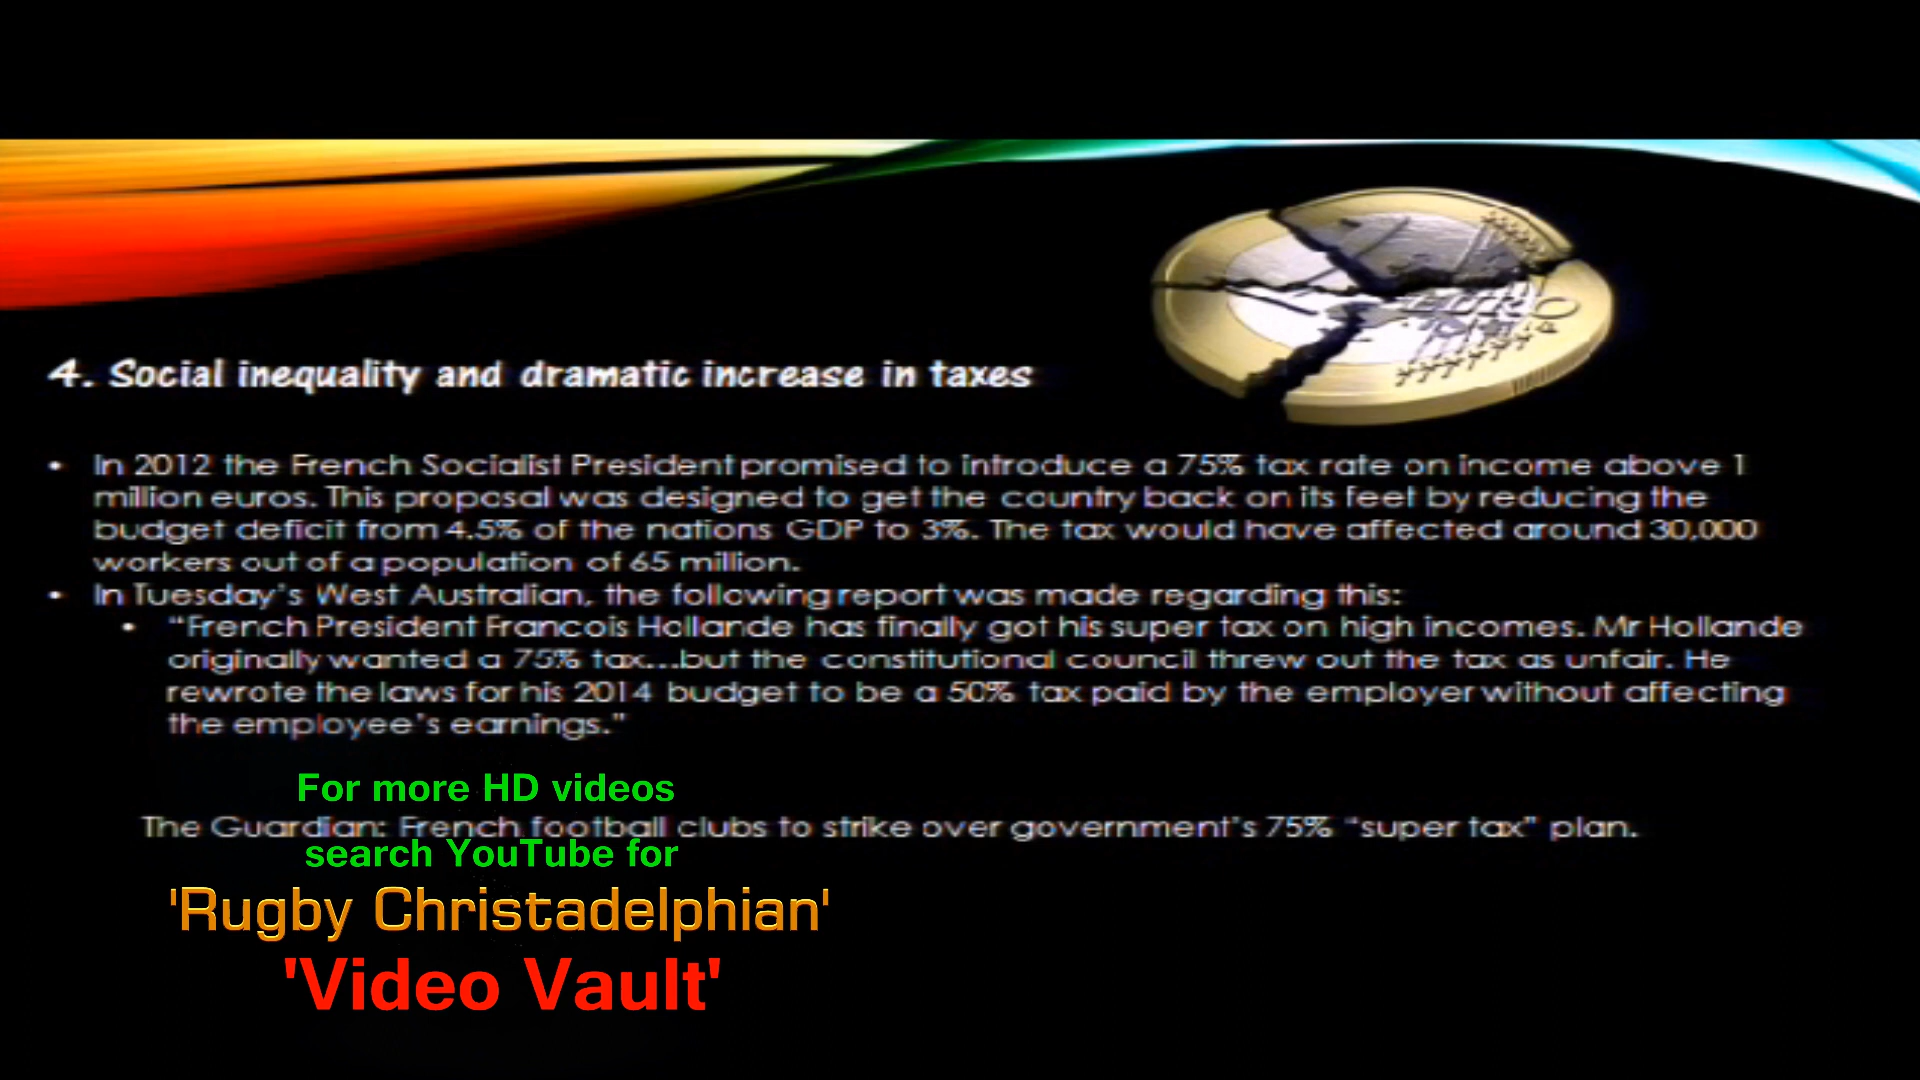 4. Social inequality and dramatic increase in taxes
• In 2012 the French Socialist President promised to introduce a 75% tax rate on income above 1
million euros. This proposal was designed to get the country back on its feet by reducing the
budget deficit from 4.5% of the nations GDP to 3%. The tax would have affected around 30,000
workers out of a population of 65 million.
• In Tuesday's West Australian, the following report was made regarding this:
• "French President Francois Hollande has finally got his super tax on high incomes. Mr Hollande
originally wanted a 75% tax...but the constitutional council threw out the tax as unfair. He
rewrote the laws for his 2014 budget to be a 50% tax paid by the employer without affecting
the employee's earnings."
For more HD videos
The Guardian: French football clubs to strike over government's 75% "super tax" plan.
search YouTube for
'Rugby Christadelphian'
'Video Vault'